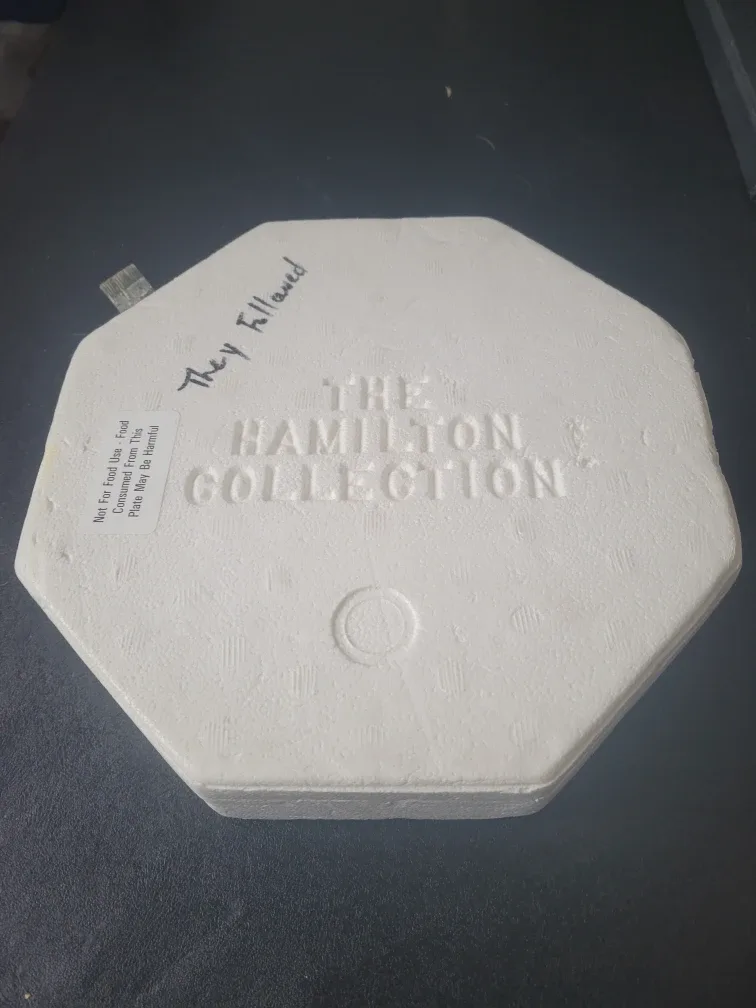 They Followed
THE
HAMILTON
COLLECTION
Not For Food Use - Food
Consumed From This
Plate May Be Harmful